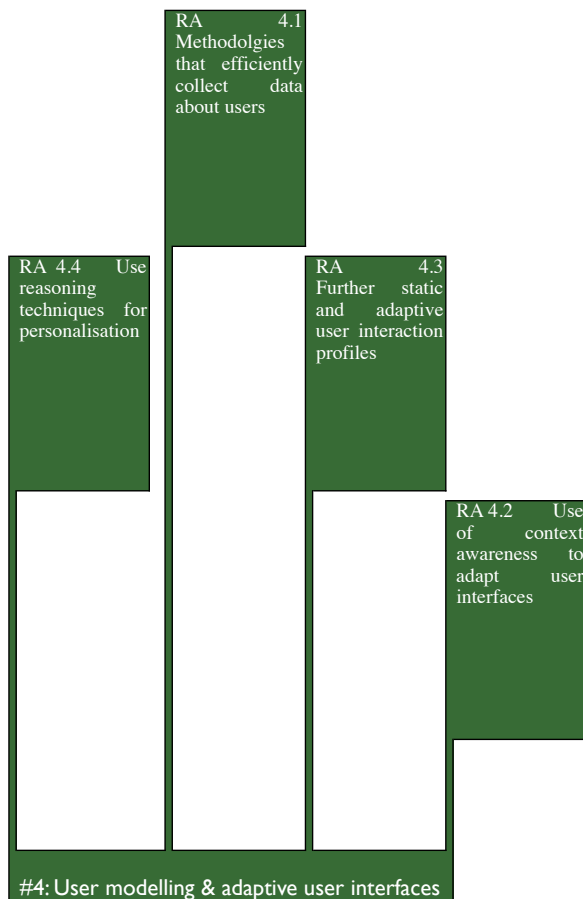 RA 4.1
Methodolgies
that efficiently
collect data
about users
RA 4.4 Use
reasoning
techniques for
personalisation
RA 4.3
Further static
and adaptive
user interaction
profiles
RA 4.2 Use
of context
awareness to
adapt user
interfaces
#4: User modelling & adaptive user interfaces